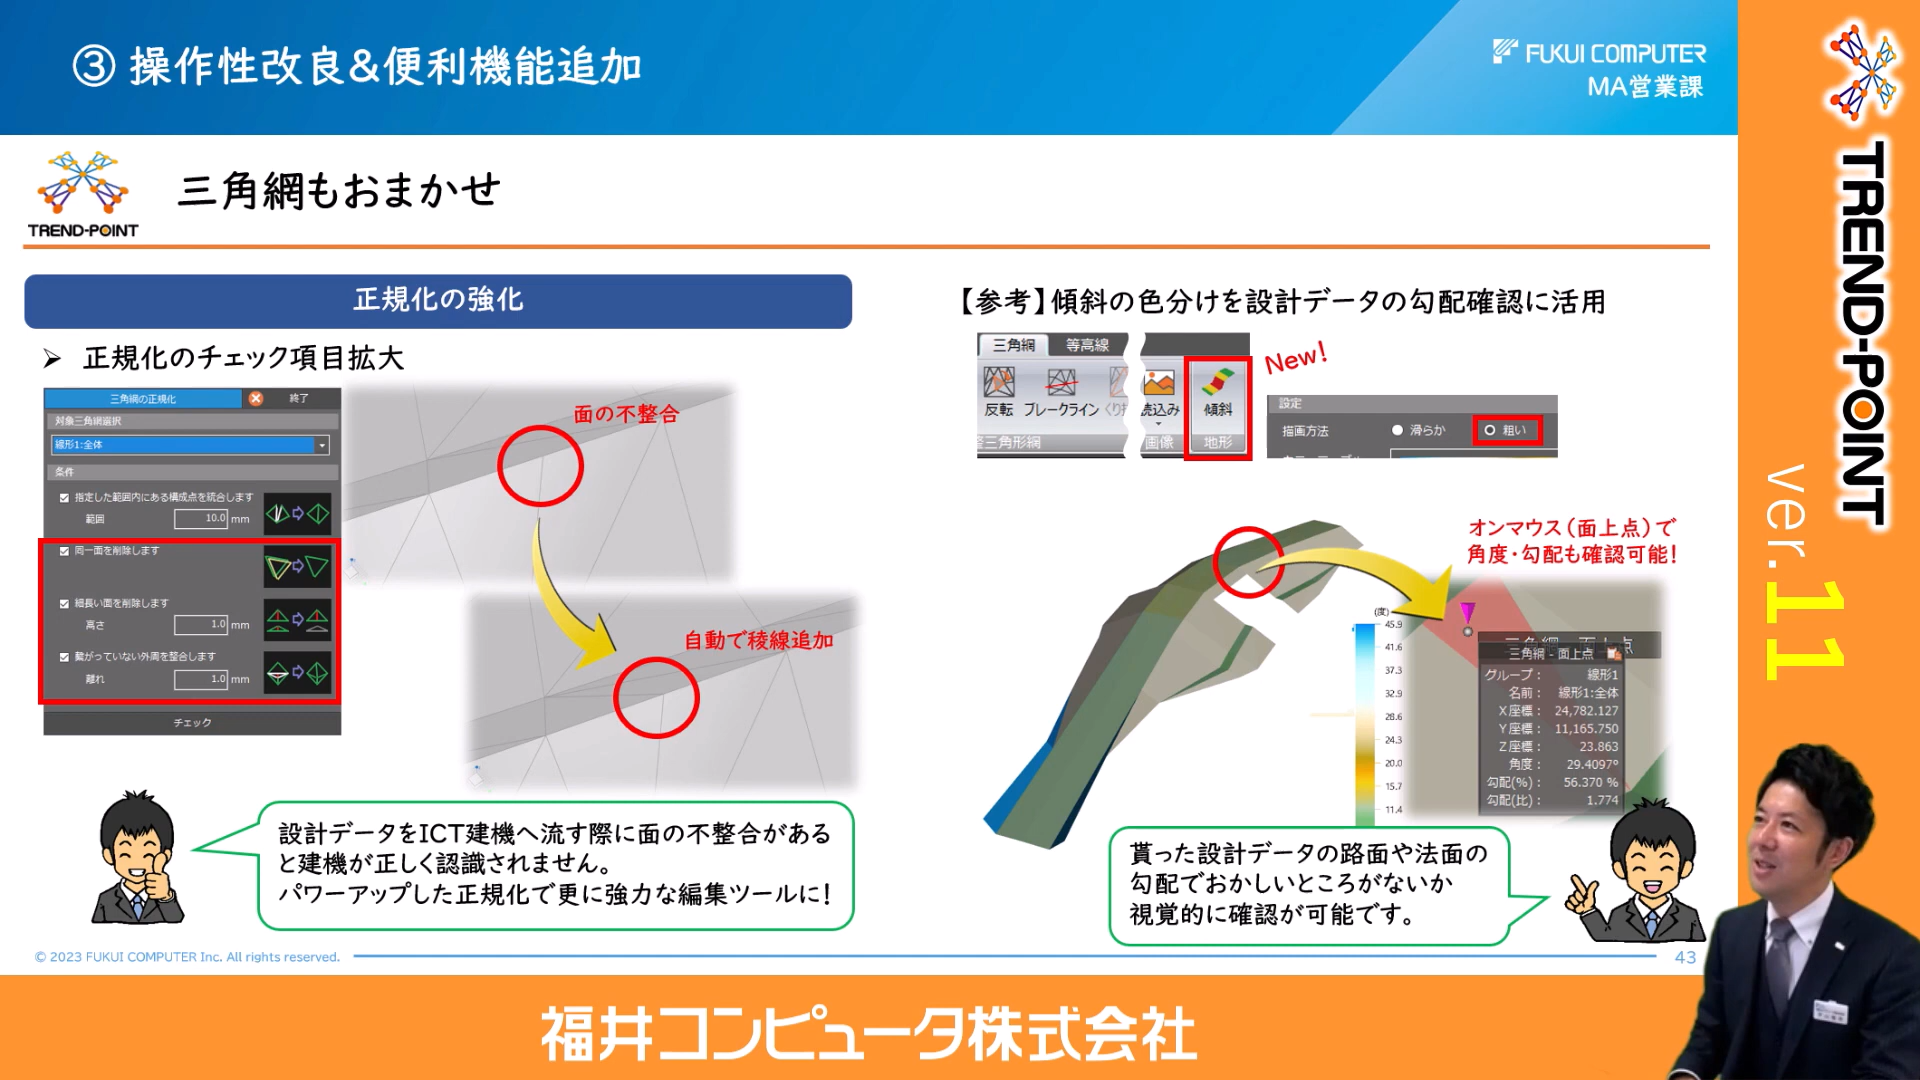 ③ 操作性改良&便利機能追加
FUKUI COMPUTER
MA営業課
TREND-POINT
三角網もおまかせ
正規化の強化
➢ 正規化のチェック項目拡大
三角網の正規化
終了
対象三角網選択
線形1:全体
条件
指定した範囲内にある構成点を統合します
範囲 10.0 mm
同一面を削除します
細長い面を削除します
高さ 1.0 mm
繋がっていない外周を整合します
離れ 1.0 mm
チェック
面の不整合
自動で稜線追加
設計データをICT建機へ流す際に面の不整合がある
と建機が正しく認識されません。
パワーアップした正規化で更に強力な編集ツールに!
【参考】傾斜の色分けを設計データの勾配確認に活用
三角網 等高線
反転 ブレークライン 読込み 傾斜
三角形網 画像 地形
New!
設定
描画方法 滑らか 粗い
オンマウス(面上点)で
角度・勾配も確認可能!
(度)
45.9
41.6
37.3
32.9
28.6
24.3
20.0
15.7
11.4
三角網 - 面上点
グループ: 線形1
名前: 線形1:全体
X座標: 24,782.127
Y座標: 11,165.750
Z座標: 23.863
角度: 29.4097°
勾配(%): 56.370 %
勾配(比): 1.774
貰った設計データの路面や法面の
勾配でおかしいところがないか
視覚的に確認が可能です。
© 2023 FUKUI COMPUTER Inc. All rights reserved.
43
TREND-POINT
ver.11
福井コンピュータ株式会社